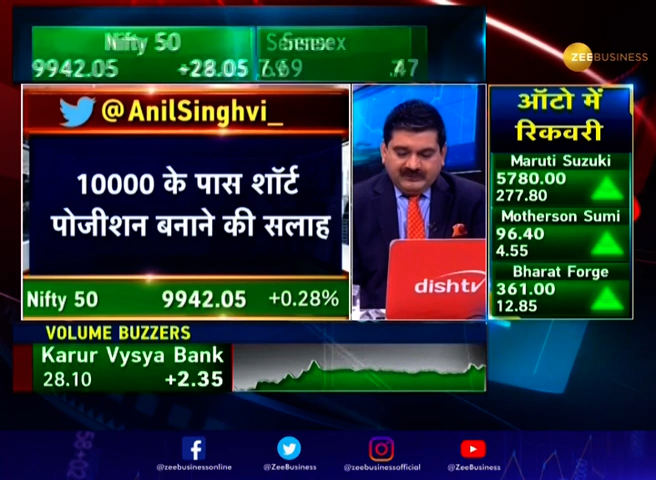 Nifty 50
9942.05 +28.05
Sensex
ZEEBUSINESS
@AnilSinghvi_
10000 के पास शॉर्ट
पोजीशन बनाने की सलाह
Nifty 50 9942.05 +0.28%
dishtv
ऑटो में
रिकवरी
Maruti Suzuki
5780.00
277.80
Motherson Sumi
96.40
4.55
Bharat Forge
361.00
12.85
VOLUME BUZZERS
Karur Vysya Bank
28.10 +2.35
@zeebusinessonline
@ZeeBusiness
@zeebusinessofficial
@ZeeBusiness